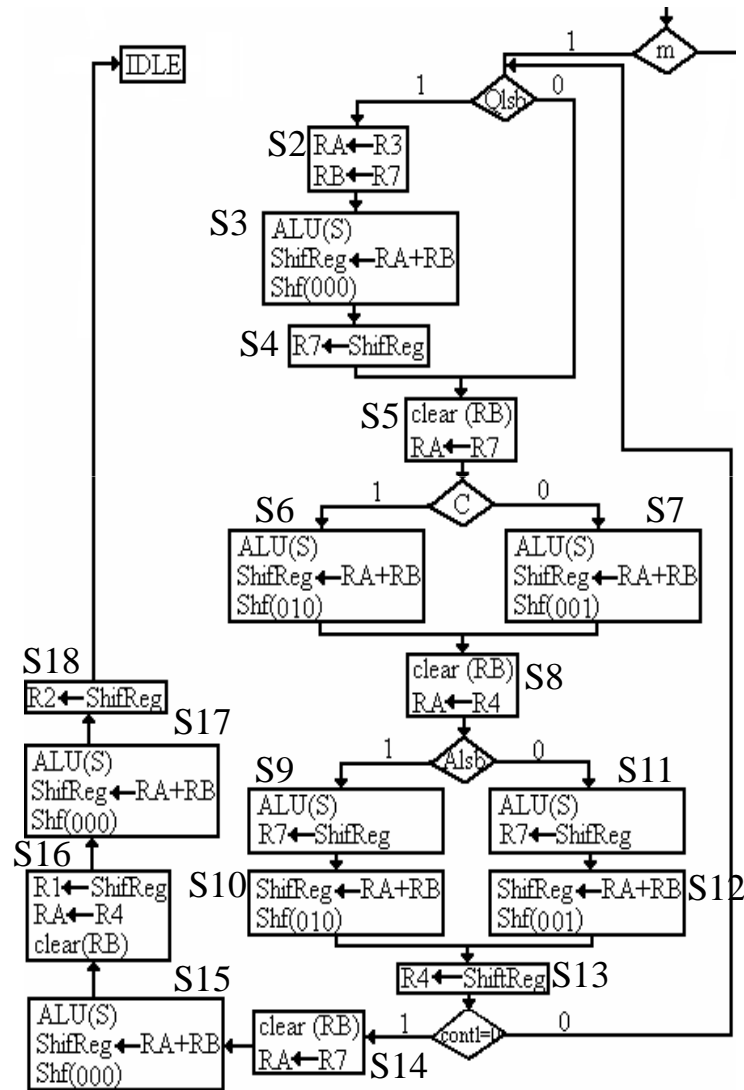 m
1
IDLE
Qlsb
1
0
S2
RA←R3
RB←R7
S3
ALU(S)
ShifReg←RA+RB
Shf(000)
S4
R7←ShifReg
S5
clear (RB)
RA←R7
C
1
0
S6
ALU(S)
ShifReg←RA+RB
Shf(010)
S7
ALU(S)
ShifReg←RA+RB
Shf(001)
S8
clear (RB)
RA←R4
Alsb
1
0
S9
ALU(S)
R7←ShifReg
S11
ALU(S)
R7←ShifReg
S10
ShifReg←RA+RB
Shf(010)
S12
ShifReg←RA+RB
Shf(001)
S13
R4←ShiftReg
contl=0
1
0
S14
clear (RB)
RA←R7
S15
ALU(S)
ShifReg←RA+RB
Shf(000)
S16
R1←ShifReg
RA←R4
clear(RB)
S17
ALU(S)
ShifReg←RA+RB
Shf(000)
S18
R2←ShifReg